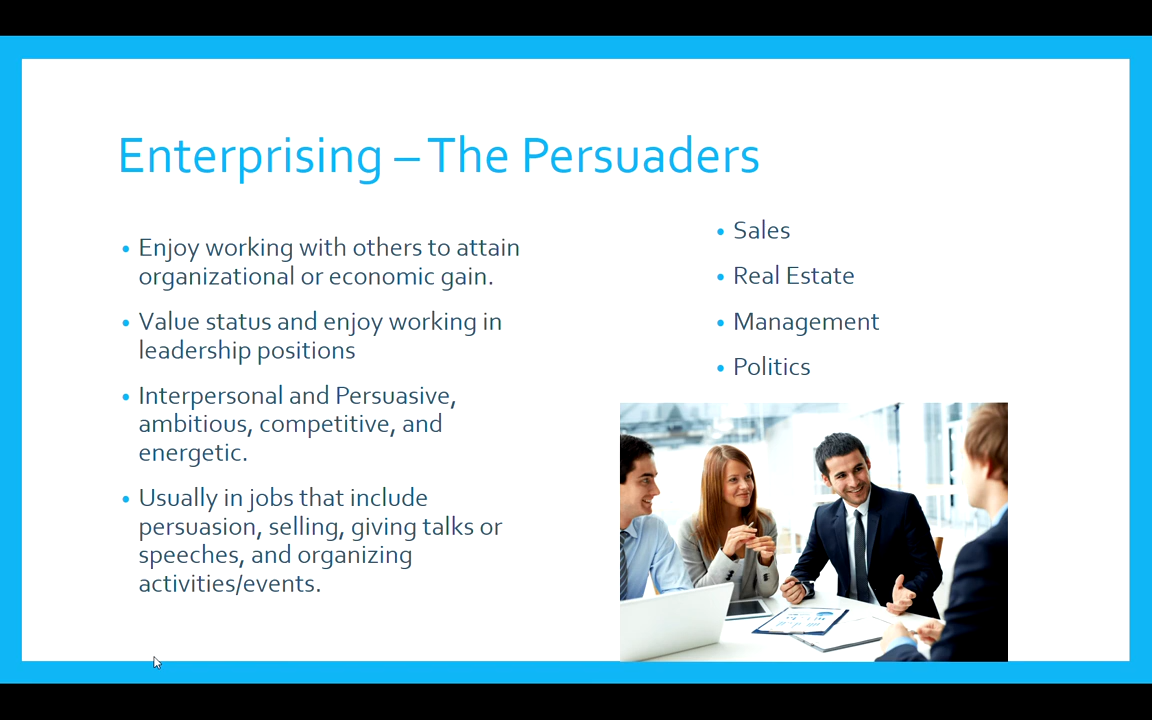 Enterprising – The Persuaders
• Enjoy working with others to attain
organizational or economic gain.
• Value status and enjoy working in
leadership positions
• Interpersonal and Persuasive,
ambitious, competitive, and
energetic.
• Usually in jobs that include
persuasion, selling, giving talks or
speeches, and organizing
activities/events.
• Sales
• Real Estate
• Management
• Politics